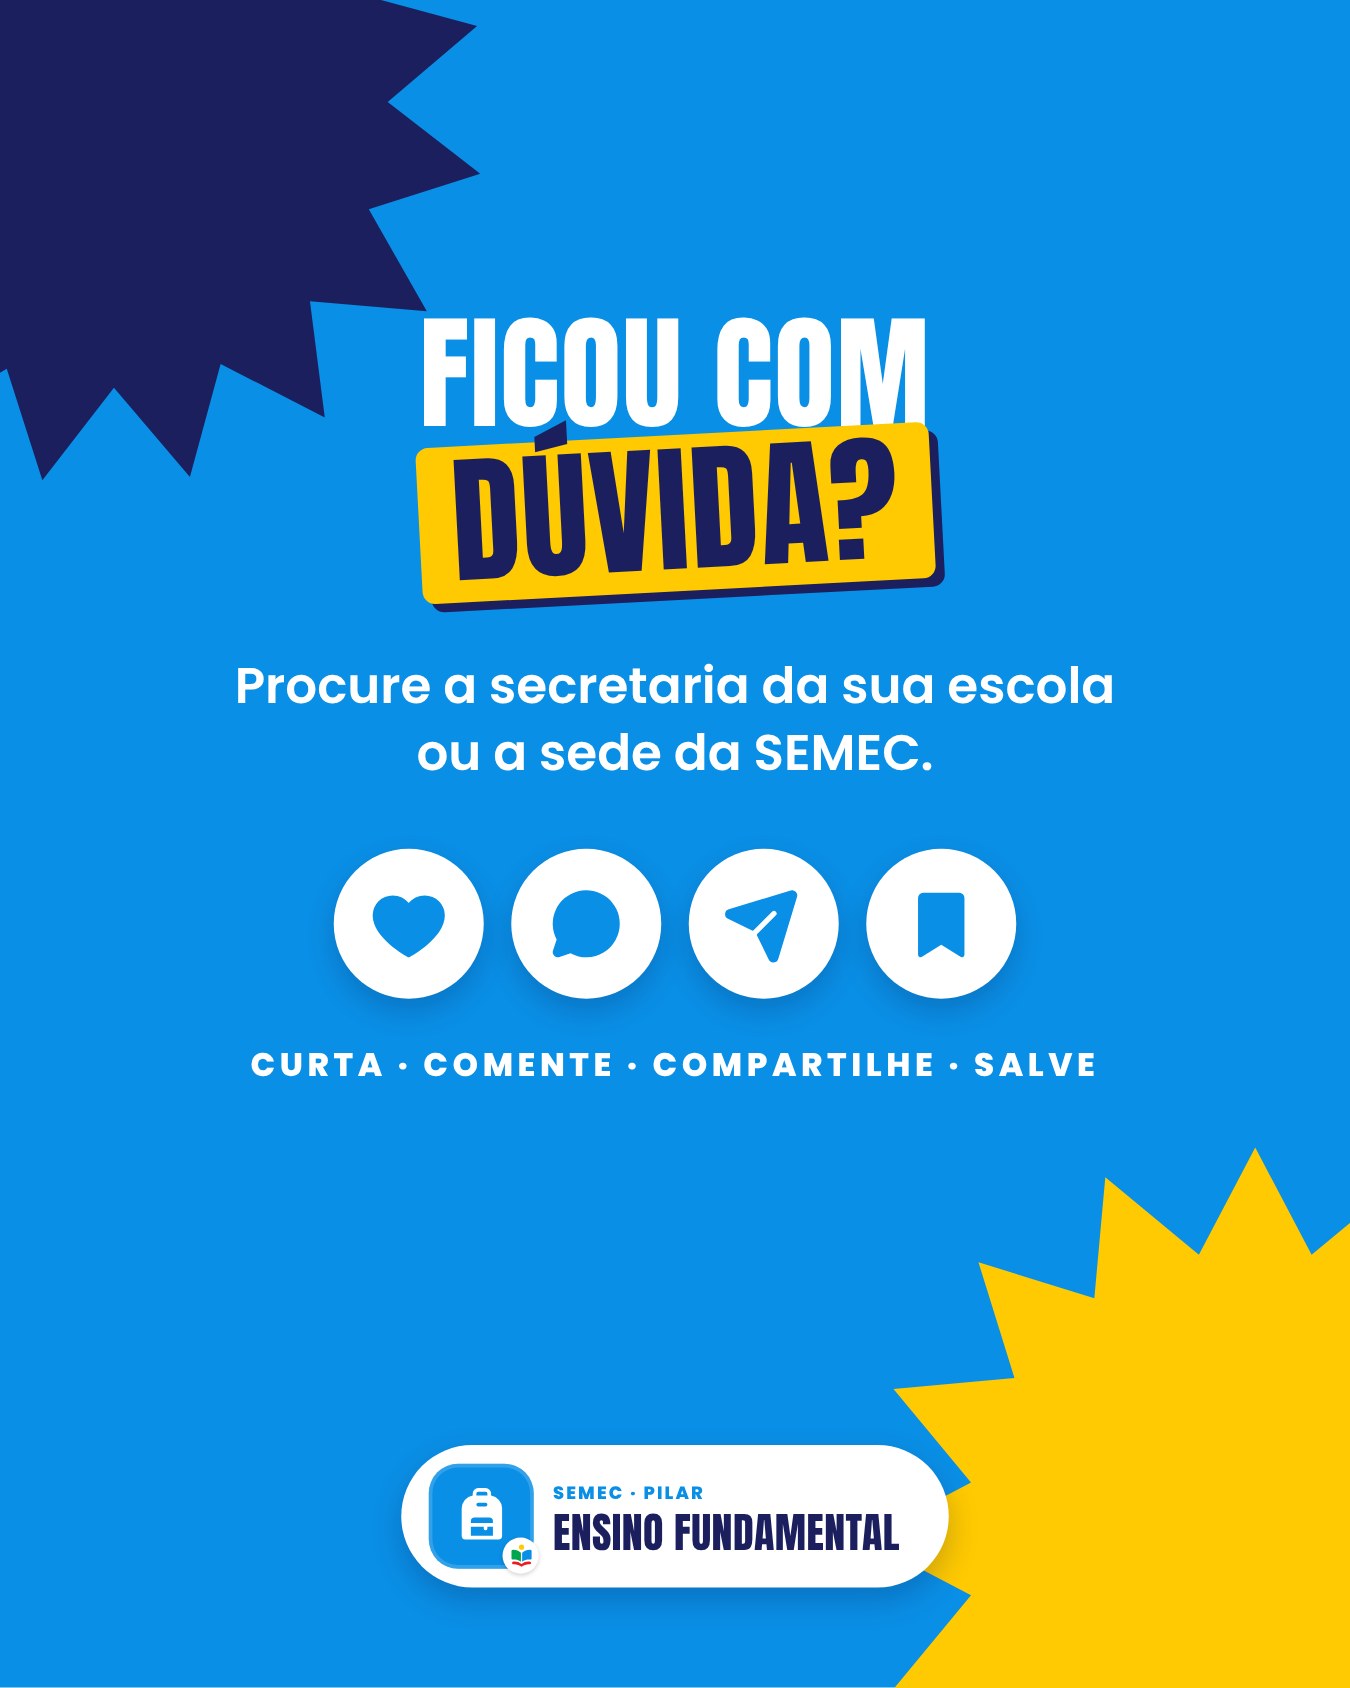 FICOU COM
DÚVIDA?
Procure a secretaria da sua escola
ou a sede da SEMEC.
CURTA · COMENTE · COMPARTILHE · SALVE
SEMEC · PILAR
ENSINO FUNDAMENTAL